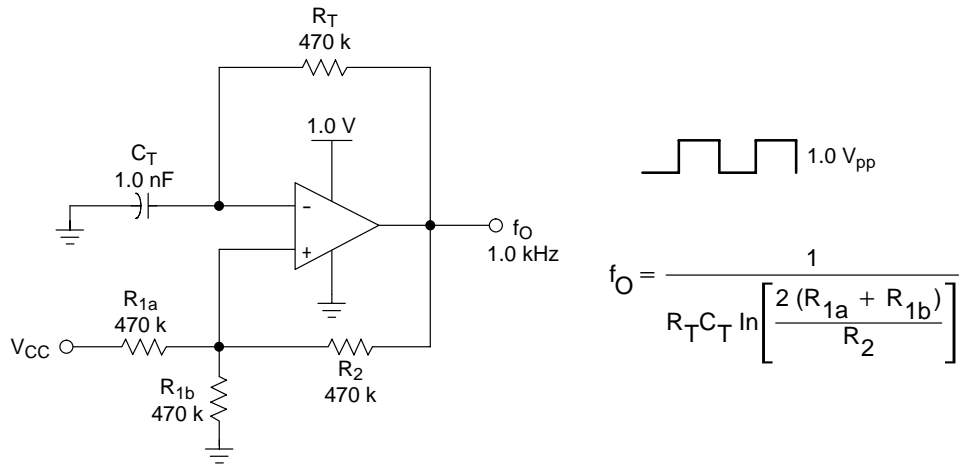 R_T
470 k
1.0 V
C_T
1.0 nF
-
+
f_O
1.0 kHz
R_1a
470 k
V_CC
R_2
470 k
R_1b
470 k
1.0 V_pp
f_O = 1 / R_T C_T ln[2 (R_1a + R_1b) / R_2]